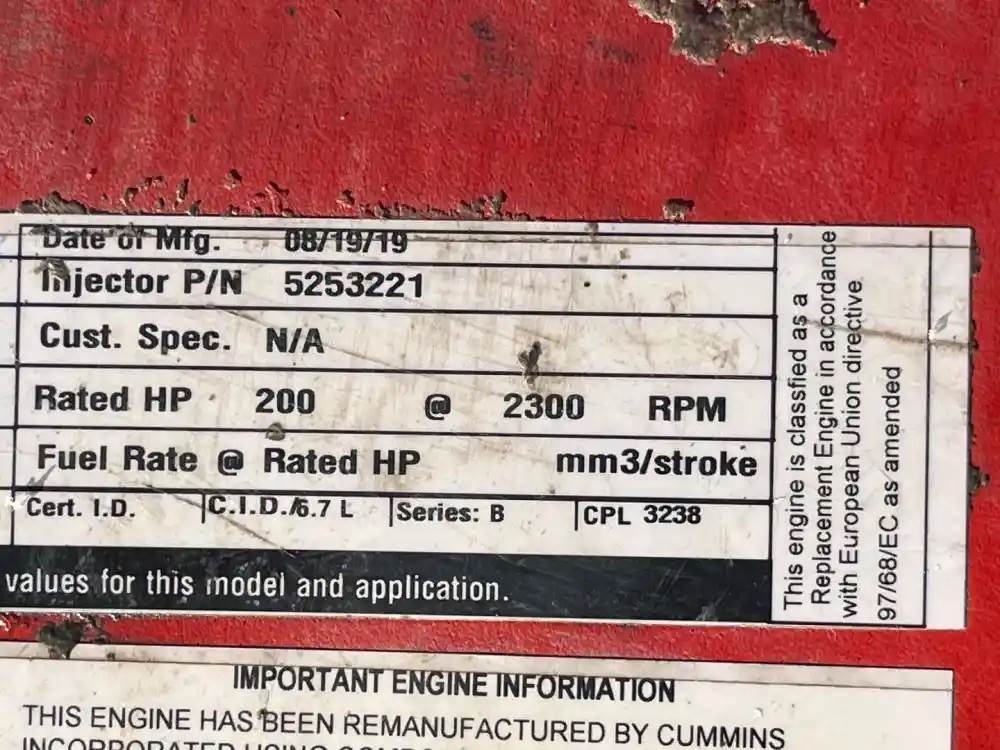 Date of Mfg. 08/19/19
Injector P/N 5253221
Cust. Spec. N/A
Rated HP 200 @ 2300 RPM
Fuel Rate @ Rated HP mm3/stroke
Cert. I.D. C.I.D./6.7 L Series: B CPL 3238
values for this model and application.
This engine is classfied as a
Replacement Engine in accordance
with European Union directive
97/68/EC as amended
IMPORTANT ENGINE INFORMATION
THIS ENGINE HAS BEEN REMANUFACTURED BY CUMMINS
INCORPORATED USING